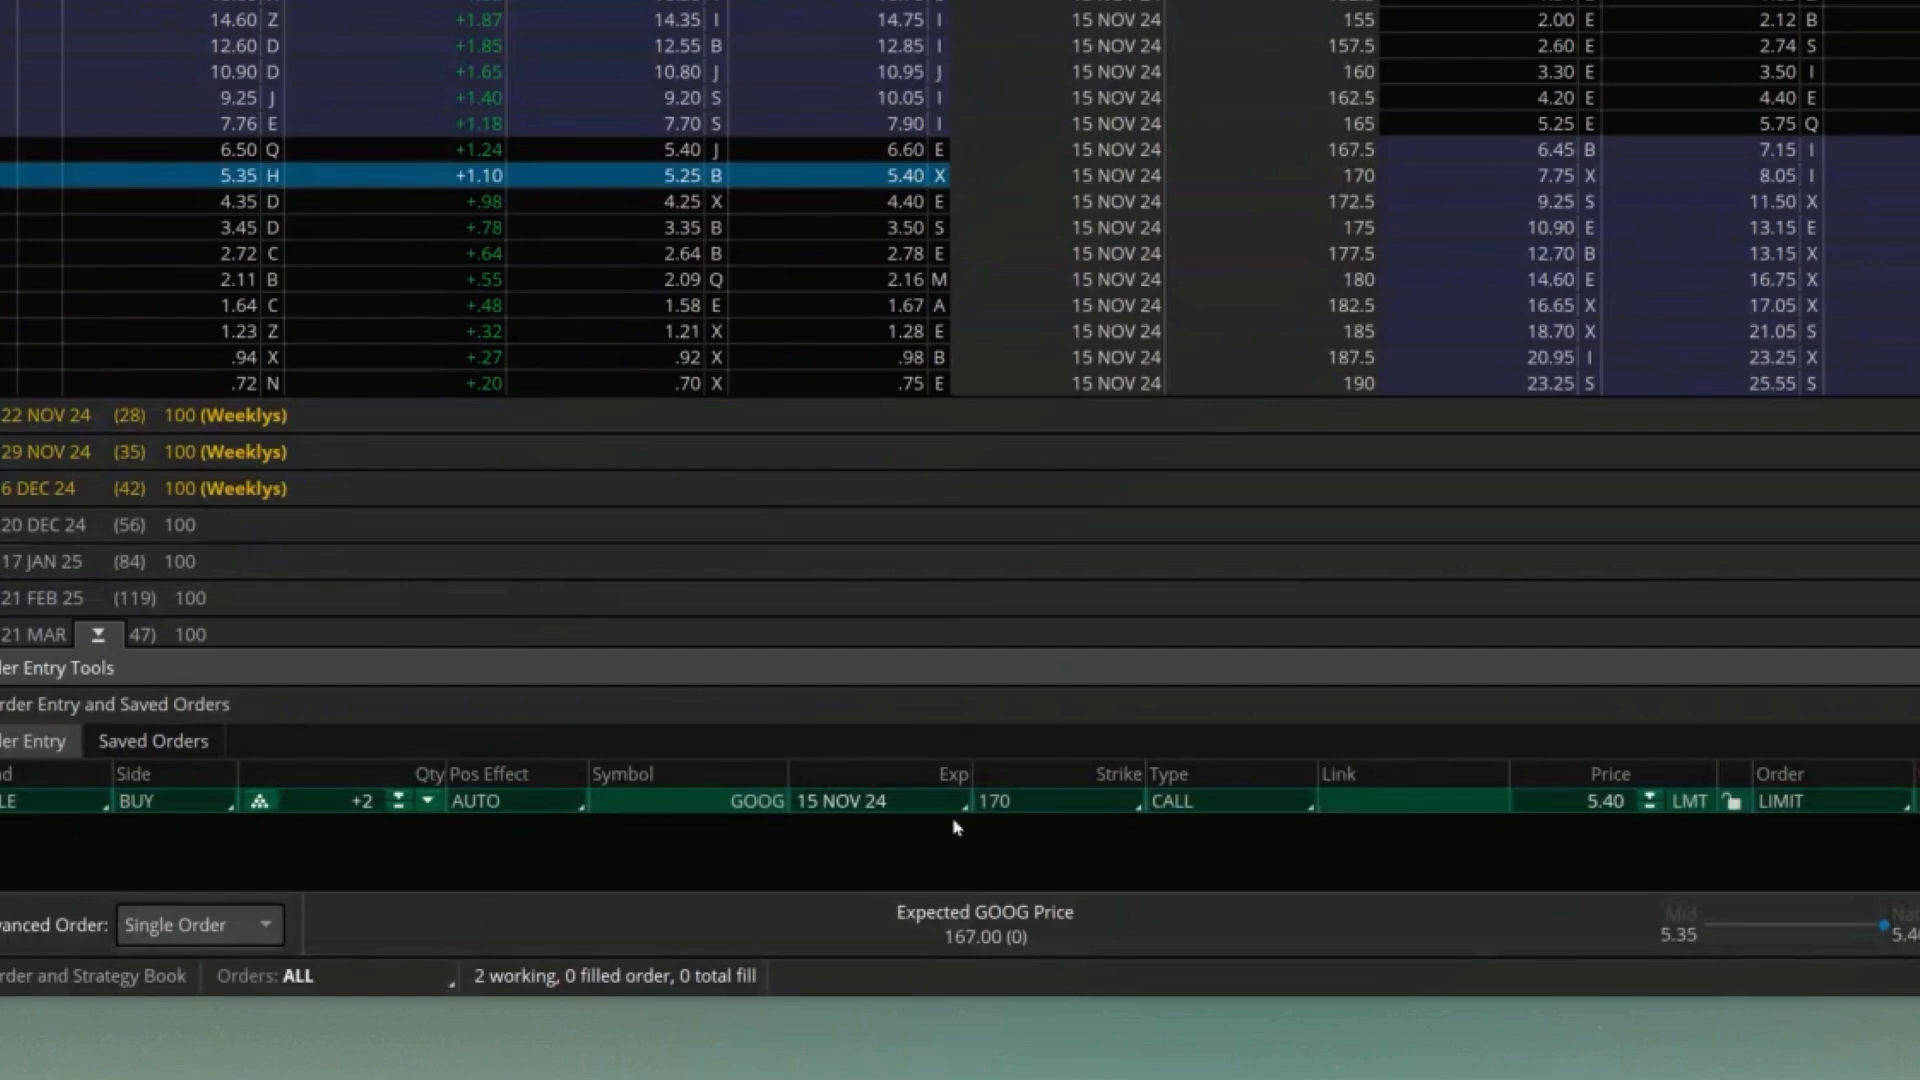 14.60 Z +1.87 14.35 I 14.75 I 15 NOV 24 155 2.00 E 2.12 B
12.60 D +1.85 12.55 B 12.85 I 15 NOV 24 157.5 2.60 E 2.74 S
10.90 D +1.65 10.80 J 10.95 J 15 NOV 24 160 3.30 E 3.50 I
9.25 J +1.40 9.20 S 10.05 I 15 NOV 24 162.5 4.20 E 4.40 E
7.76 E +1.18 7.70 S 7.90 I 15 NOV 24 165 5.25 E 5.75 Q
6.50 Q +1.24 5.40 J 6.60 E 15 NOV 24 167.5 6.45 B 7.15 I
5.35 H +1.10 5.25 B 5.40 X 15 NOV 24 170 7.75 X 8.05 I
4.35 D +.98 4.25 X 4.40 E 15 NOV 24 172.5 9.25 S 11.50 X
3.45 D +.78 3.35 B 3.50 S 15 NOV 24 175 10.90 E 13.15 E
2.72 C +.64 2.64 B 2.78 E 15 NOV 24 177.5 12.70 B 13.15 X
2.11 B +.55 2.09 Q 2.16 M 15 NOV 24 180 14.60 E 16.75 X
1.64 C +.48 1.58 E 1.67 A 15 NOV 24 182.5 16.65 X 17.05 X
1.23 Z +.32 1.21 X 1.28 E 15 NOV 24 185 18.70 X 21.05 S
.94 X +.27 .92 X .98 B 15 NOV 24 187.5 20.95 I 23.25 X
.72 N +.20 .70 X .75 E 15 NOV 24 190 23.25 S 25.55 S
22 NOV 24 (28) 100 (Weeklys)
29 NOV 24 (35) 100 (Weeklys)
6 DEC 24 (42) 100 (Weeklys)
20 DEC 24 (56) 100
17 JAN 25 (84) 100
21 FEB 25 (119) 100
21 MAR 47) 100
der Entry Tools
rder Entry and Saved Orders
der Entry Saved Orders
d Side Qty Pos Effect Symbol Exp Strike Type Link Price Order
LE BUY +2 AUTO GOOG 15 NOV 24 170 CALL 5.40 LMT LIMIT
vanced Order: Single Order
Expected GOOG Price
167.00 (0)
Mid Nat
5.35 5.40
rder and Strategy Book Orders: ALL 2 working, 0 filled order, 0 total fill